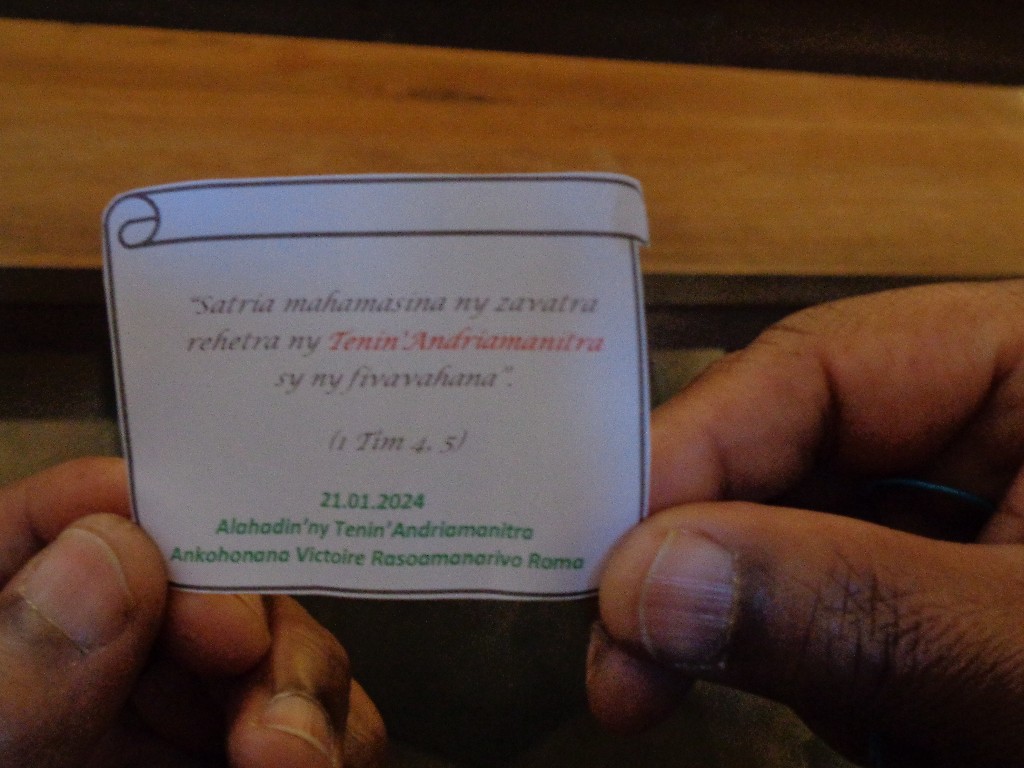 "Satria mahamasina ny zavatra
rehetra ny Tenin'Andriamanitra
sy ny fivavahana".
(1 Tim 4, 5)
21.01.2024
Alahadin'ny Tenin'Andriamanitra
Ankohonana Victoire Rasoamanarivo Roma